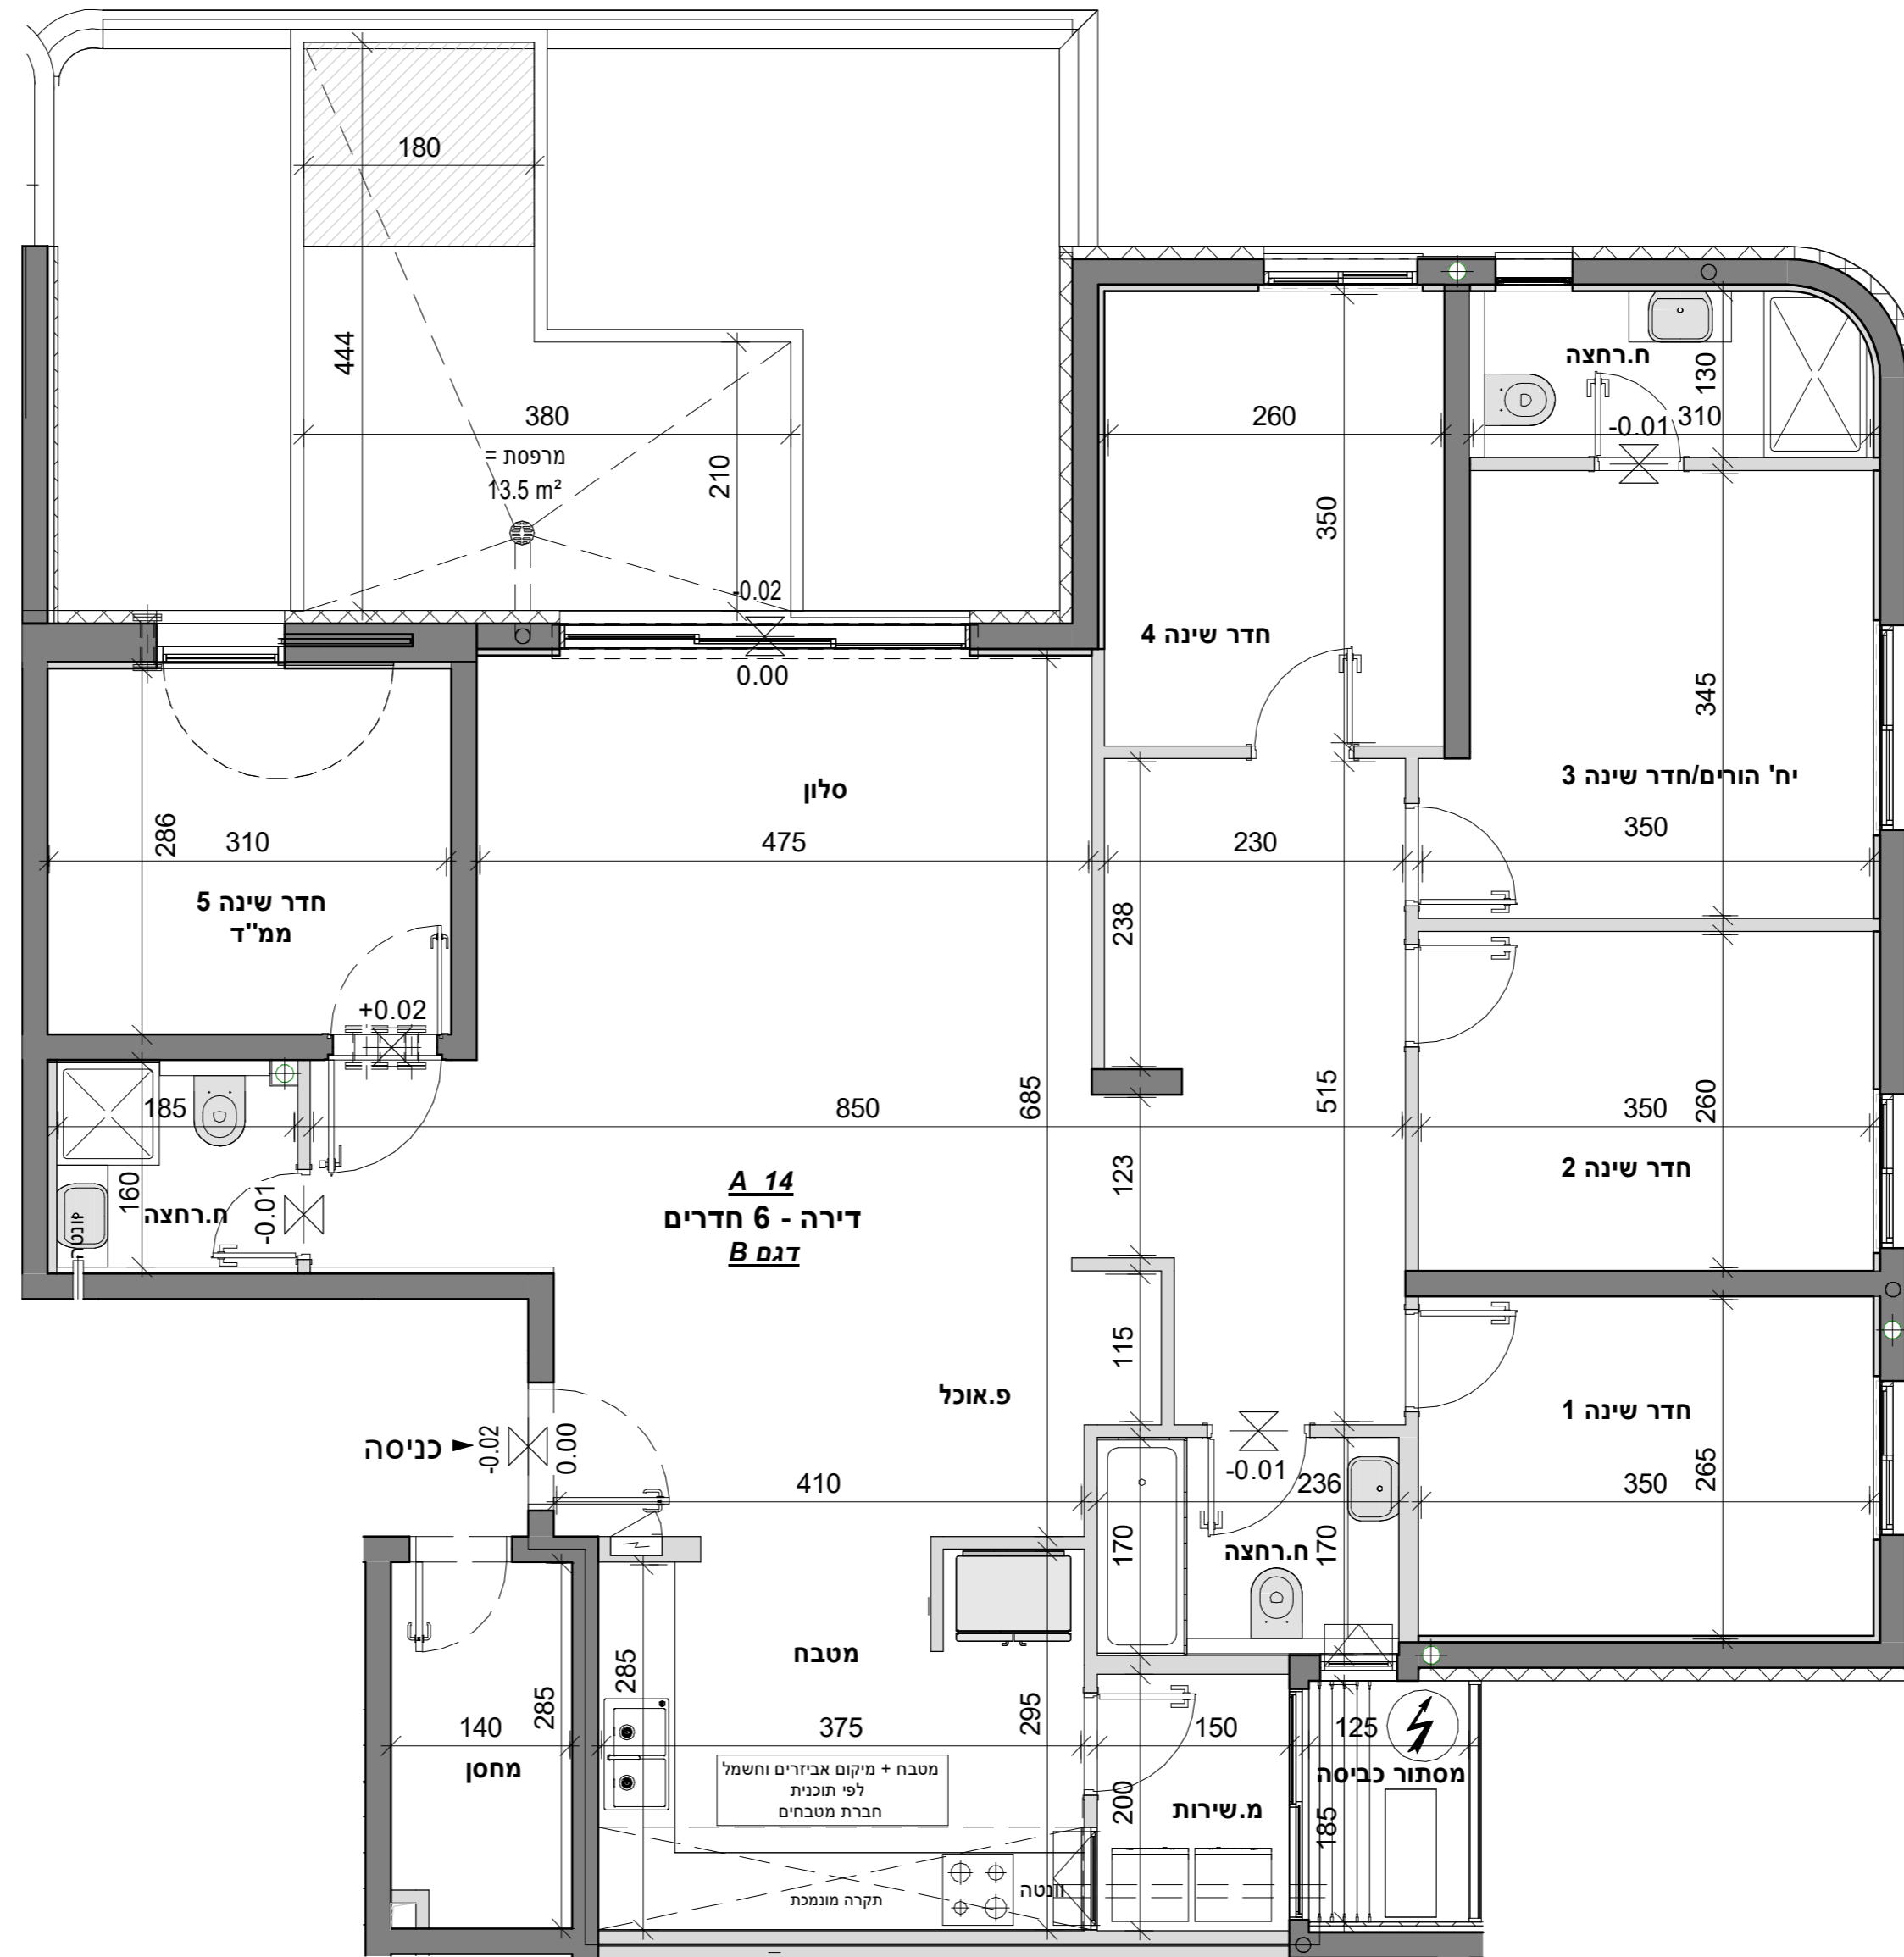 180
444
380
מרפסת =
13.5 m²
210
-0.02
0.00
260
350
חדר שינה 4
ח.רחצה
130
-0.01
310
345
יח' הורים/חדר שינה 3
350
סלון
286
310
475
230
חדר שינה 5
ממ"ד
+0.02
238
185
850
685
515
350
260
160
ח.רחצה
-0.01
וונטה
123
חדר שינה 2
A 14
דירה - 6 חדרים
דגם B
115
פ.אוכל
חדר שינה 1
כניסה
-0.02
0.00
410
-0.01
236
350
265
170
ח.רחצה
170
מטבח
285
285
295
140
375
150
125
מחסן
מטבח + מיקום אביזרים וחשמל
לפי תוכנית
חברת מטבחים
מסתור כביסה
200
מ.שירות
185
תקרה מונמכת
וונטה